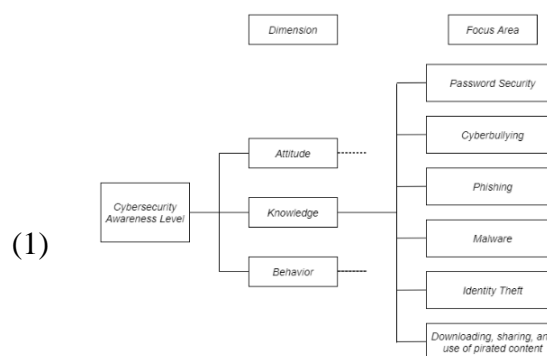 Dimension
Focus Area
Password Security
Cyberbullying
Attitude
Phishing
Cybersecurity
Awareness Level
Knowledge
(1)
Malware
Behavior
Identity Theft
Downloading, sharing, an
use of pirated content